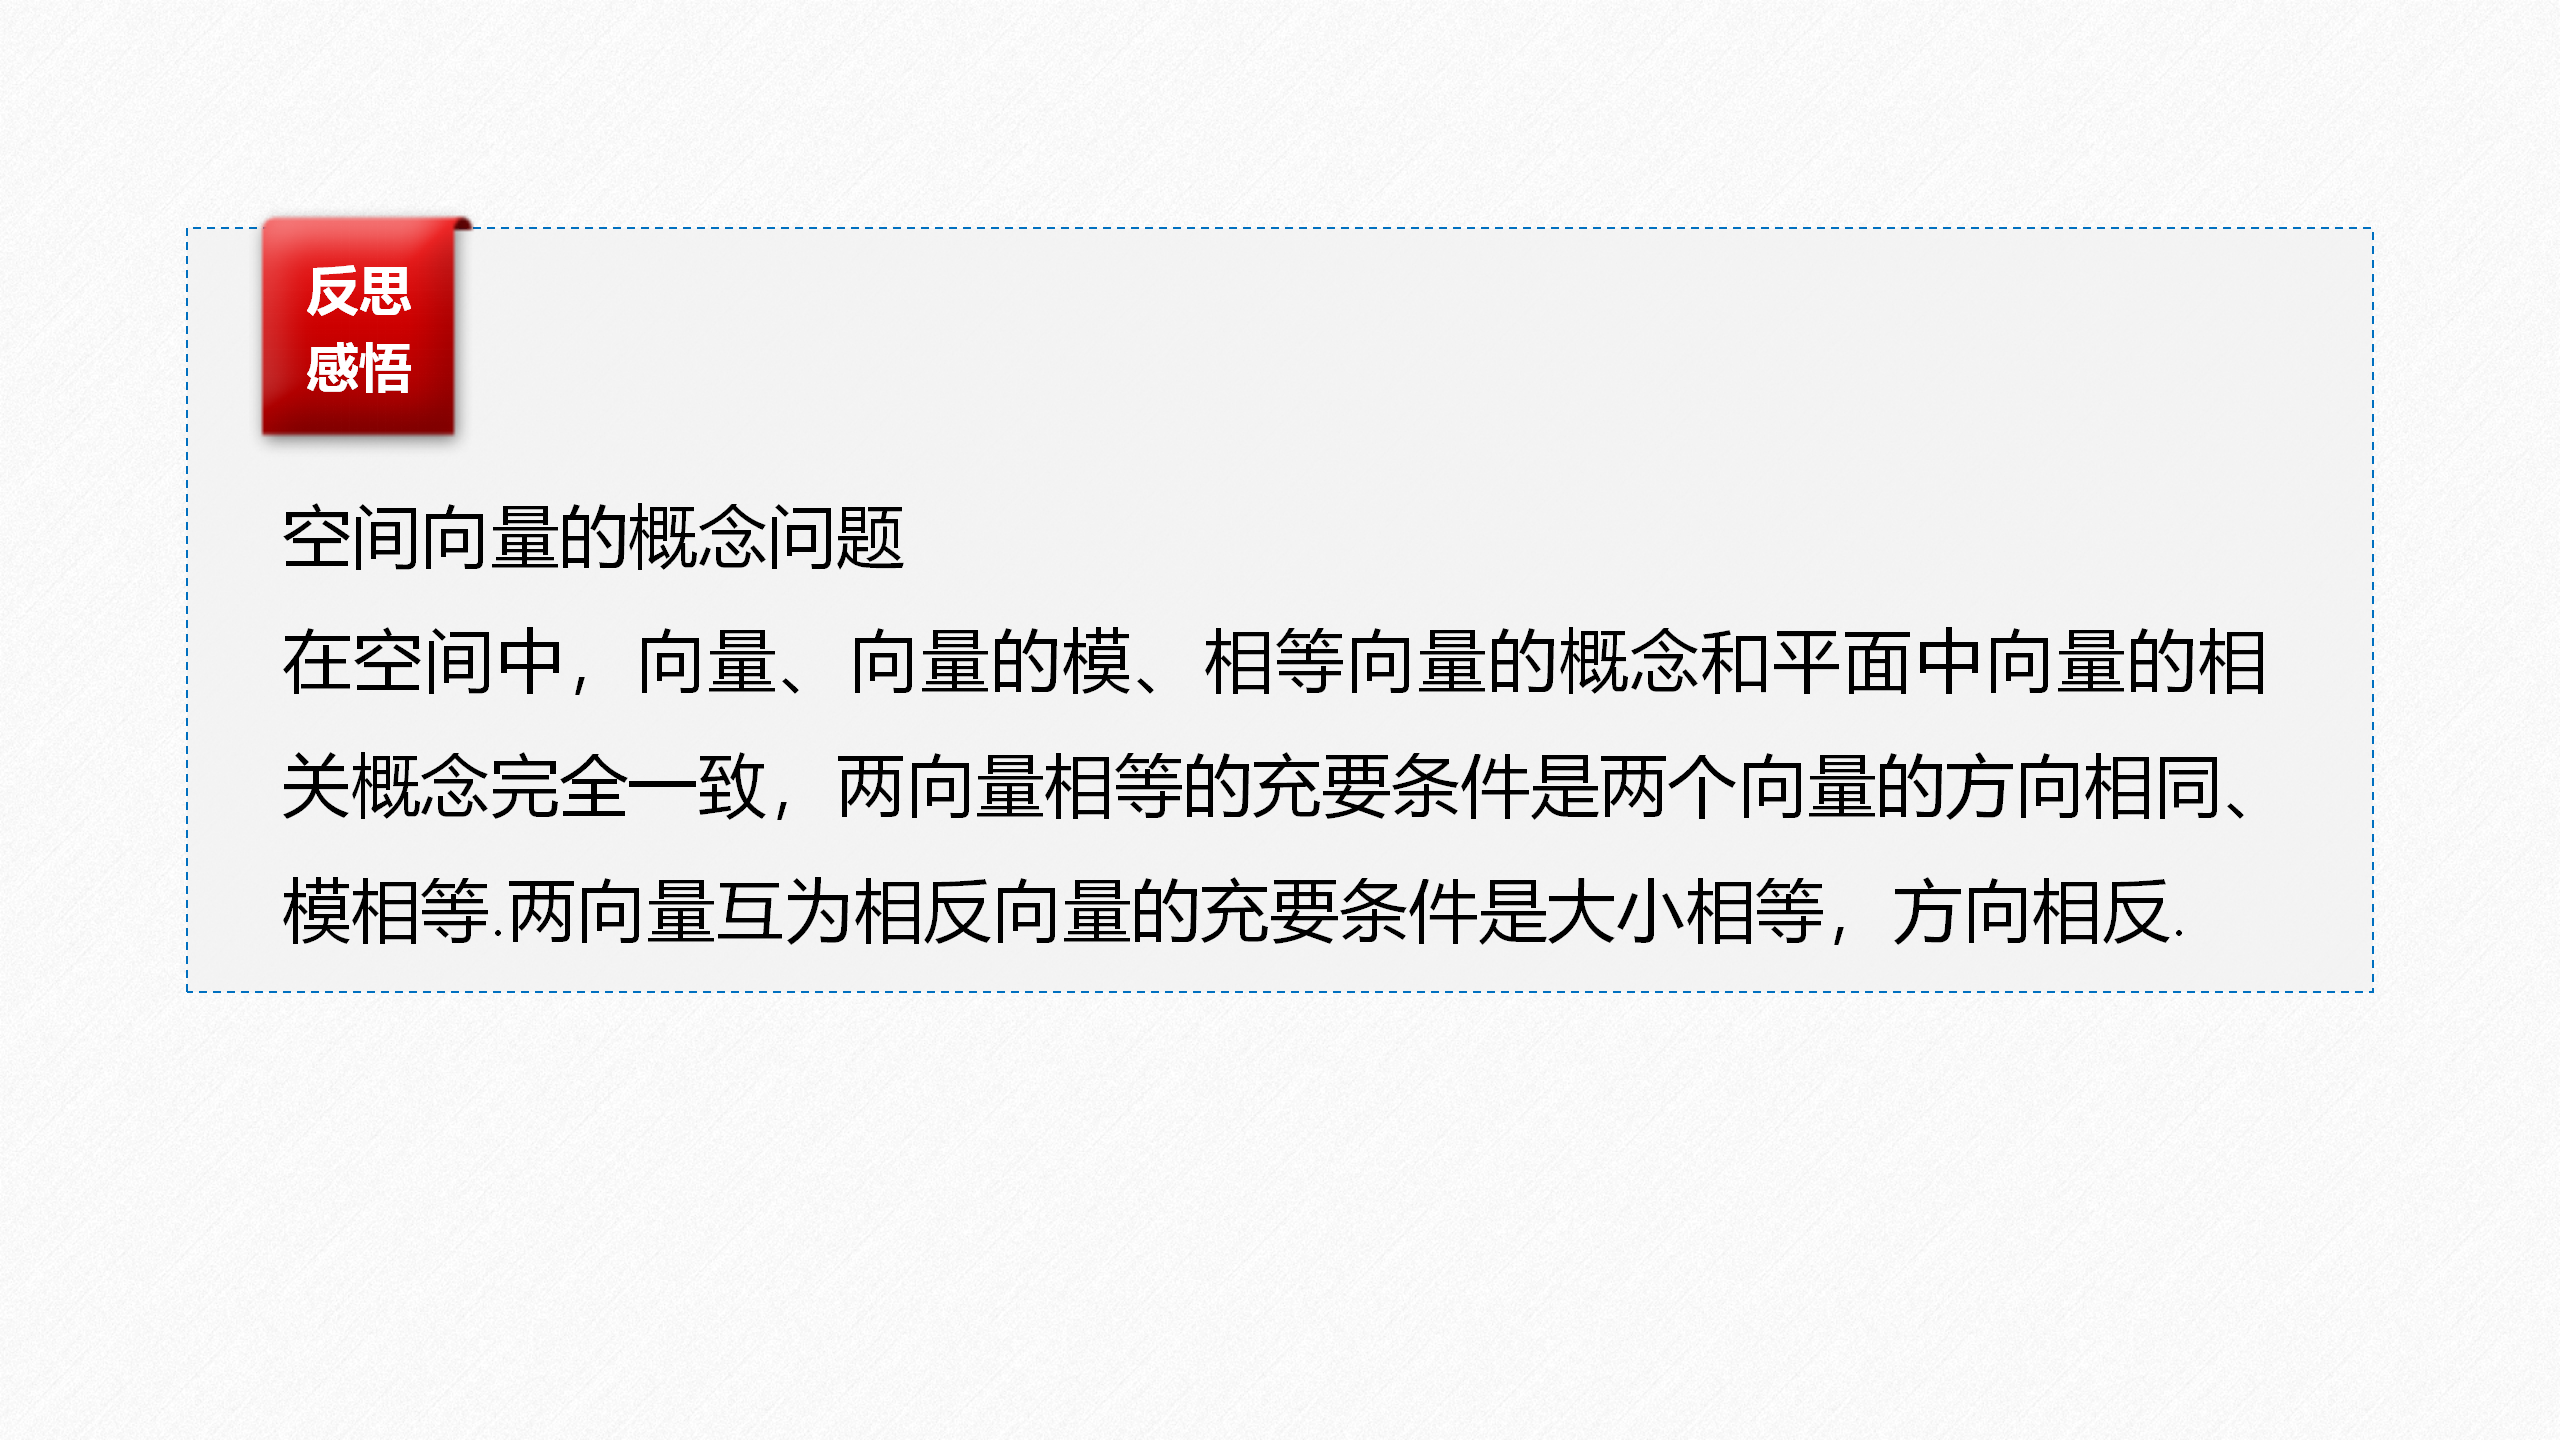 反思
感悟
空间向量的概念问题
在空间中，向量、向量的模、相等向量的概念和平面中向量的相
关概念完全一致，两向量相等的充要条件是两个向量的方向相同、
模相等.两向量互为相反向量的充要条件是大小相等，方向相反.